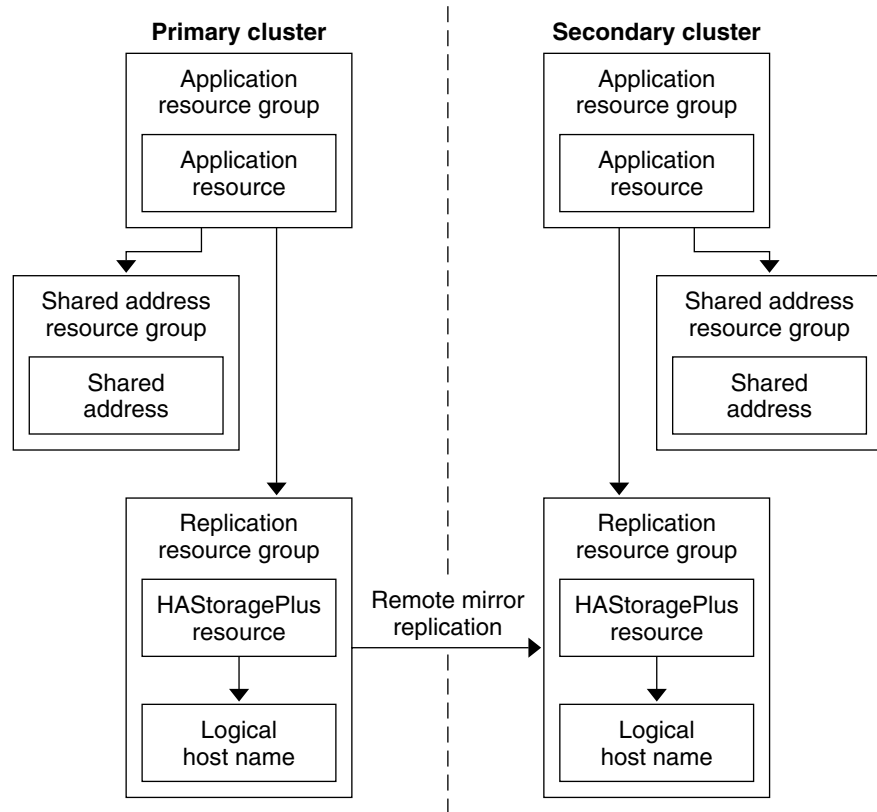 Primary cluster
Application
resource group
Application
resource
Shared address
resource group
Shared
address
Replication
resource group
HAStoragePlus
resource
Logical
host name
Remote mirror
replication
Secondary cluster
Application
resource group
Application
resource
Shared address
resource group
Shared
address
Replication
resource group
HAStoragePlus
resource
Logical
host name